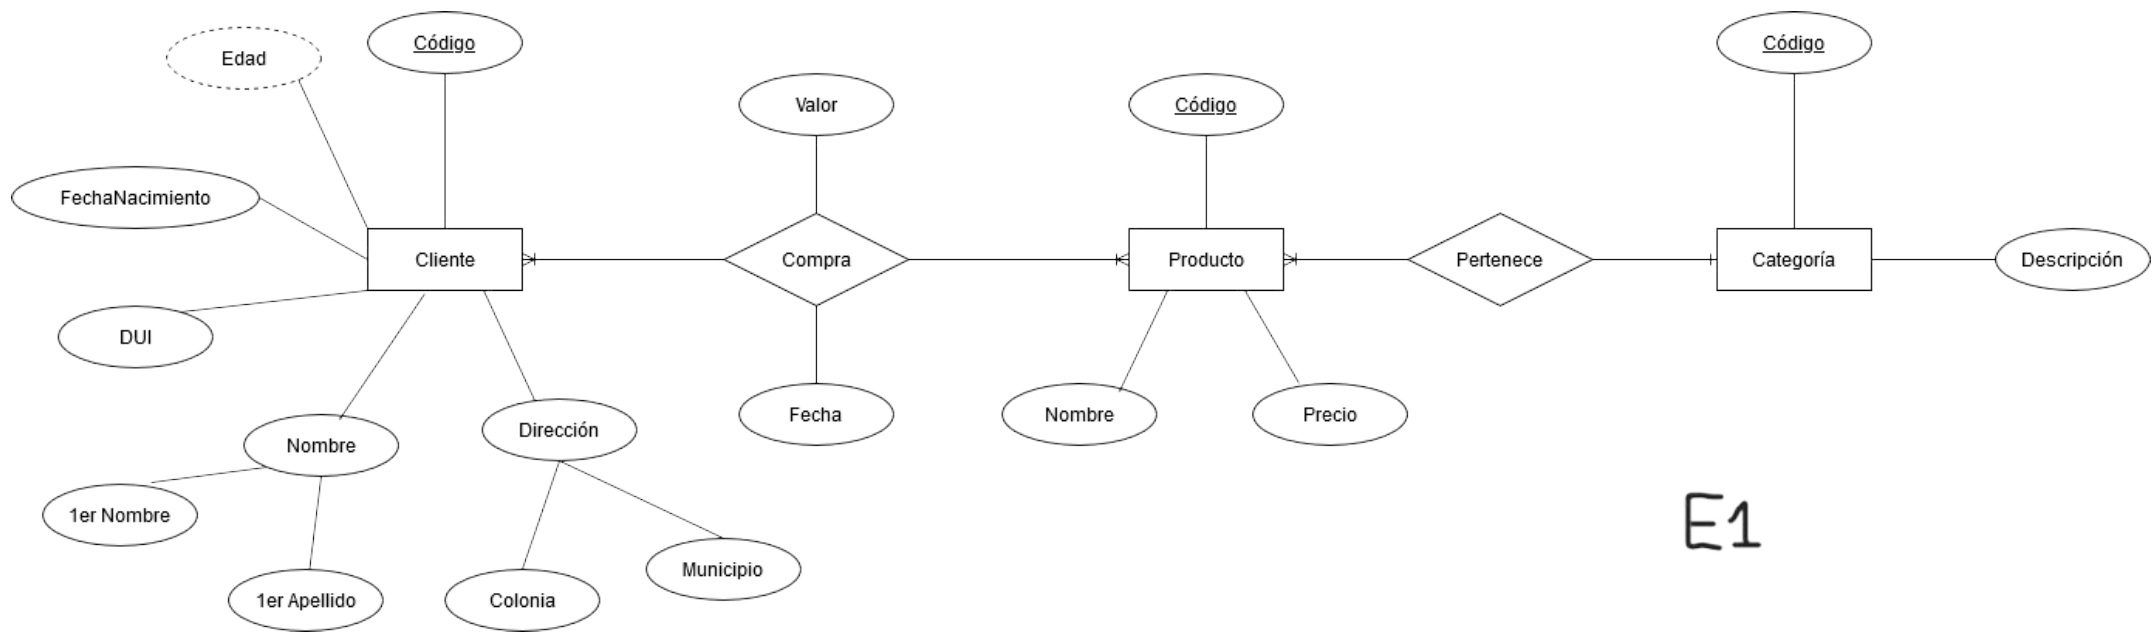 Edad
Código
Código
Valor
Código
FechaNacimiento
Cliente
Compra
Producto
Pertenece
Categoría
Descripción
DUI
Nombre
Dirección
Fecha
Nombre
Precio
1er Nombre
1er Apellido
Colonia
Municipio
E1